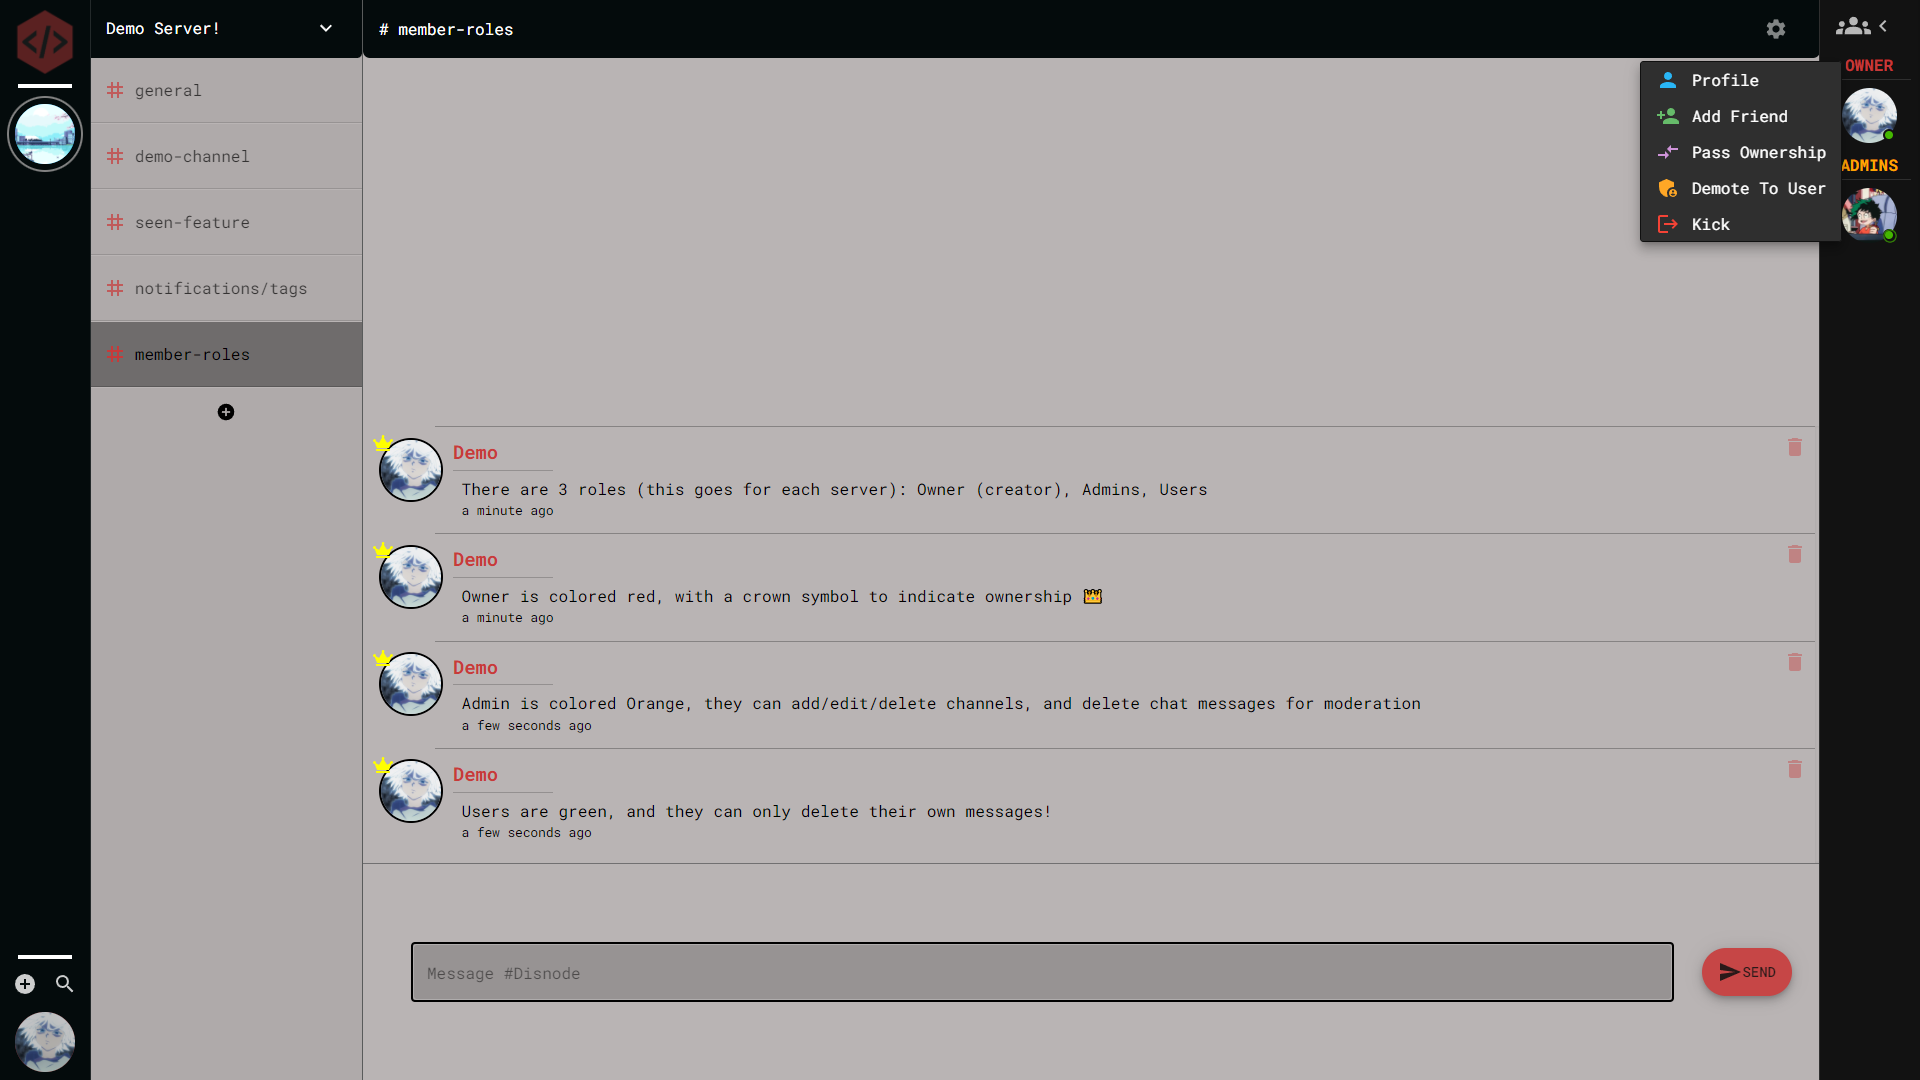 Demo Server!
# member-roles
general
demo-channel
seen-feature
notifications/tags
member-roles
OWNER
ADMINS
Profile
Add Friend
Pass Ownership
Demote To User
Kick
Demo
There are 3 roles (this goes for each server): Owner (creator), Admins, Users
a minute ago
Demo
Owner is colored red, with a crown symbol to indicate ownership 👑
a minute ago
Demo
Admin is colored Orange, they can add/edit/delete channels, and delete chat messages for moderation
a few seconds ago
Demo
Users are green, and they can only delete their own messages!
a few seconds ago
Message #Disnode
SEND